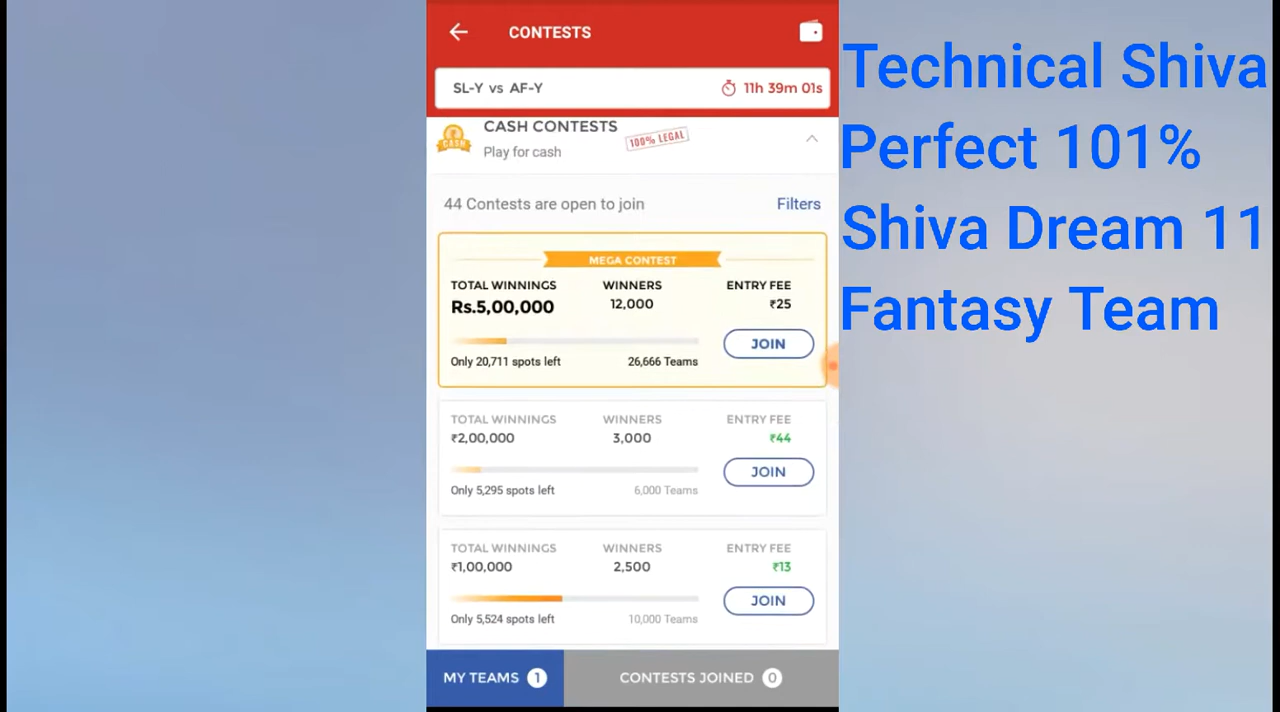 CONTESTS
SL-Y vs AF-Y
11h 39m 01s
CASH
CASH CONTESTS
100% LEGAL
Play for cash
44 Contests are open to join
Filters
MEGA CONTEST
TOTAL WINNINGS WINNERS ENTRY FEE
Rs.5,00,000 12,000 ₹25
JOIN
Only 20,711 spots left 26,666 Teams
TOTAL WINNINGS WINNERS ENTRY FEE
₹2,00,000 3,000 ₹44
JOIN
Only 5,295 spots left 6,000 Teams
TOTAL WINNINGS WINNERS ENTRY FEE
₹1,00,000 2,500 ₹13
JOIN
Only 5,524 spots left 10,000 Teams
MY TEAMS 1
CONTESTS JOINED 0
Technical Shiva
Perfect 101%
Shiva Dream 11
Fantasy Team